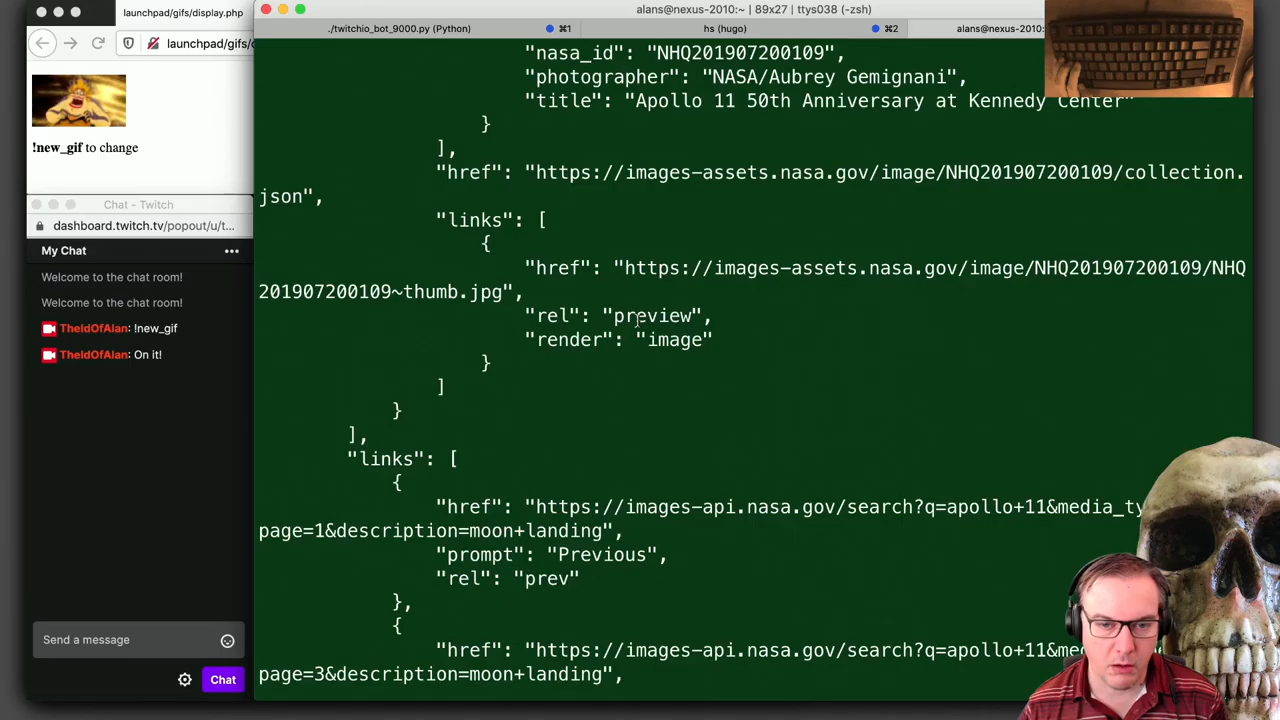 launchpad/gifs/display.php
launchpad/gifs/
!new_gif to change
Chat - Twitch
dashboard.twitch.tv/popout/u/t...
My Chat
Welcome to the chat room!
Welcome to the chat room!
TheIdOfAlan: !new_gif
TheIdOfAlan: On it!
Send a message
Chat
alans@nexus-2010:~ | 89x27 | ttys038 (-zsh)
./twitchio_bot_9000.py (Python) ⌘1
hs (hugo) ⌘2
alans@nexus-2010:~ (-zsh)
"nasa_id": "NHQ201907200109",
"photographer": "NASA/Aubrey Gemignani",
"title": "Apollo 11 50th Anniversary at Kennedy Center"
}
],
"href": "https://images-assets.nasa.gov/image/NHQ201907200109/collection.
json",
"links": [
{
"href": "https://images-assets.nasa.gov/image/NHQ201907200109/NHQ
201907200109~thumb.jpg",
"rel": "preview",
"render": "image"
}
]
}
],
"links": [
{
"href": "https://images-api.nasa.gov/search?q=apollo+11&media_ty
page=1&description=moon+landing",
"prompt": "Previous",
"rel": "prev"
},
{
"href": "https://images-api.nasa.gov/search?q=apollo+11&me
page=3&description=moon+landing",